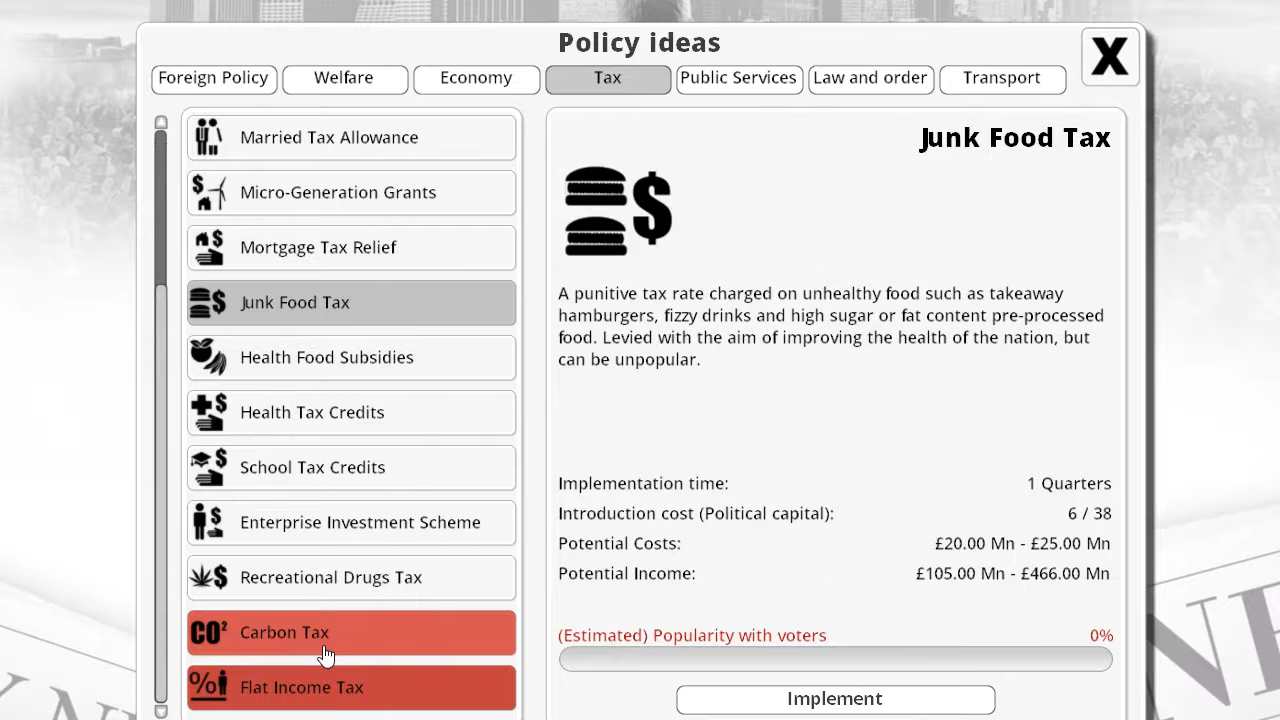 Policy ideas
X
Foreign Policy
Welfare
Economy
Tax
Public Services
Law and order
Transport
Married Tax Allowance
Micro-Generation Grants
Mortgage Tax Relief
Junk Food Tax
Health Food Subsidies
Health Tax Credits
School Tax Credits
Enterprise Investment Scheme
Recreational Drugs Tax
CO² Carbon Tax
% Flat Income Tax
Junk Food Tax
$
A punitive tax rate charged on unhealthy food such as takeaway
hamburgers, fizzy drinks and high sugar or fat content pre-processed
food. Levied with the aim of improving the health of the nation, but
can be unpopular.
Implementation time: 1 Quarters
Introduction cost (Political capital): 6 / 38
Potential Costs: £20.00 Mn - £25.00 Mn
Potential Income: £105.00 Mn - £466.00 Mn
(Estimated) Popularity with voters 0%
Implement